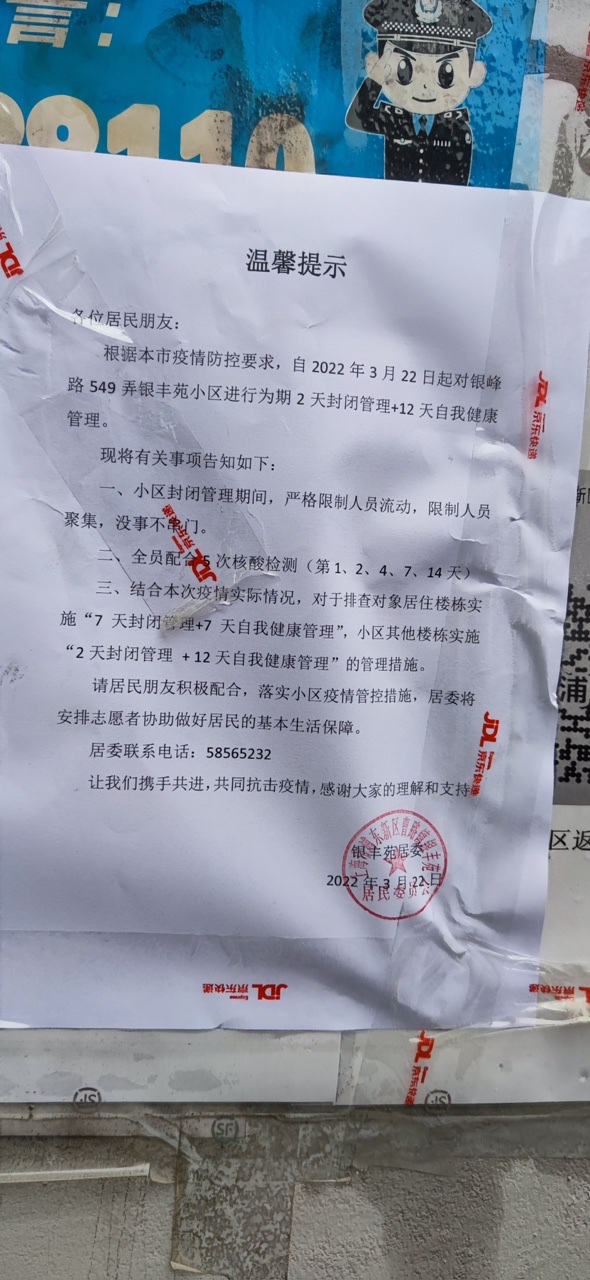 言：
110
温馨提示
各位居民朋友：
根据本市疫情防控要求，自 2022 年 3 月 22 日起对银峰
路 549 弄银丰苑小区进行为期 2 天封闭管理+12 天自我健康
管理。
现将有关事项告知如下：
一、小区封闭管理期间，严格限制人员流动，限制人员
聚集，没事不串门。
二、全员配合 5 次核酸检测（第 1、2、4、7、14 天）
三、结合本次疫情实际情况，对于排查对象居住楼栋实
施“7 天封闭管理+7 天自我健康管理”，小区其他楼栋实施
“2 天封闭管理 +12 天自我健康管理”的管理措施。
请居民朋友积极配合，落实小区疫情管控措施，居委将
安排志愿者协助做好居民的基本生活保障。
居委联系电话：58565232
让我们携手共进，共同抗击疫情，感谢大家的理解和支持
银丰苑居委
2022 年 3 月 22 日
居民委员会
浦
区返
JDL 京东快递
JDL 京东快递
JDL 京东快递
JDL 京东快递
JDL 京东快递
Express
JDL 京东快递
SF
SF